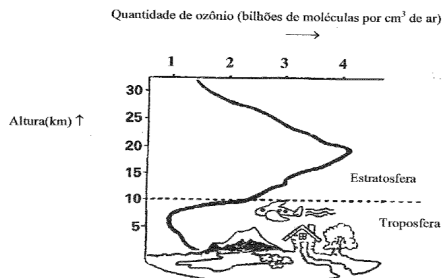 Quantidade de ozônio (bilhões de moléculas por cm³ de ar)
1 2 3 4
Altura(km) ↑
30
25
20
15
10
5
Estratosfera
Troposfera